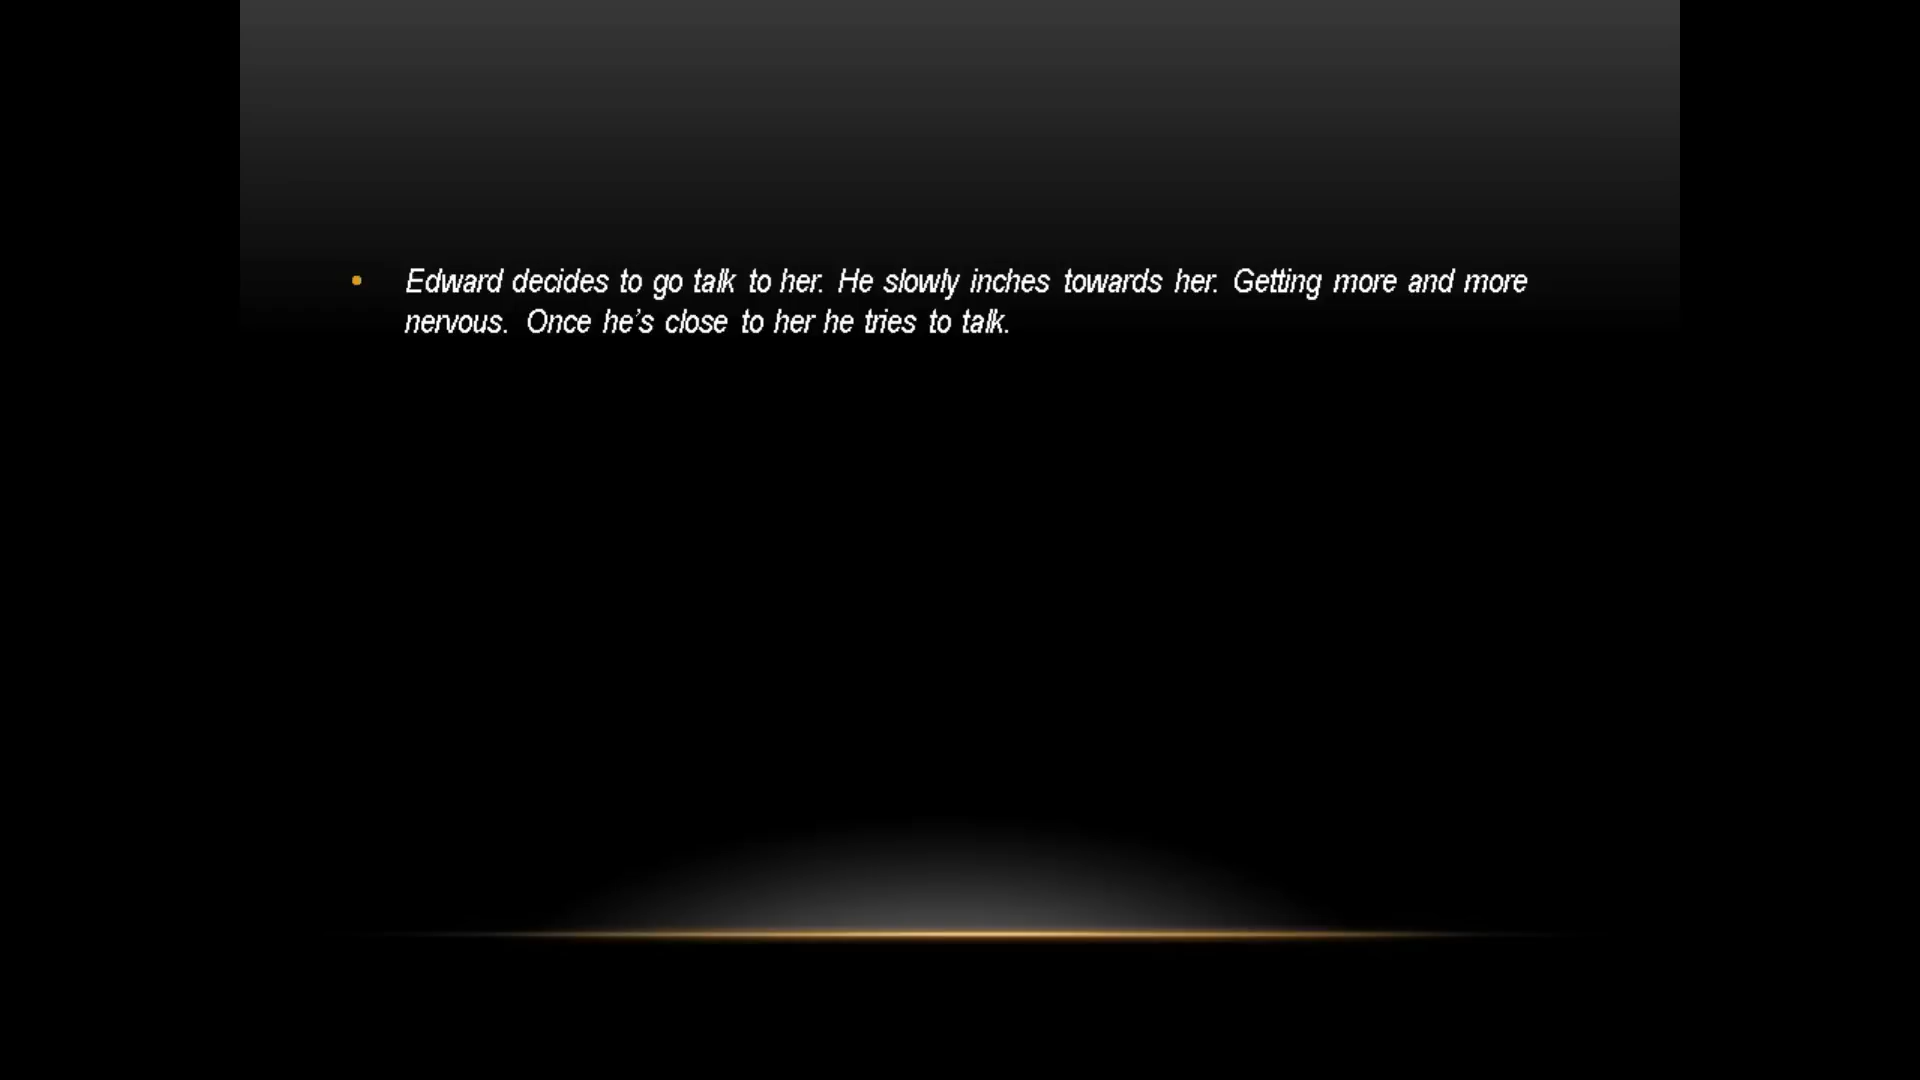 • Edward decides to go talk to her. He slowly inches towards her. Getting more and more
nervous. Once he’s close to her he tries to talk.